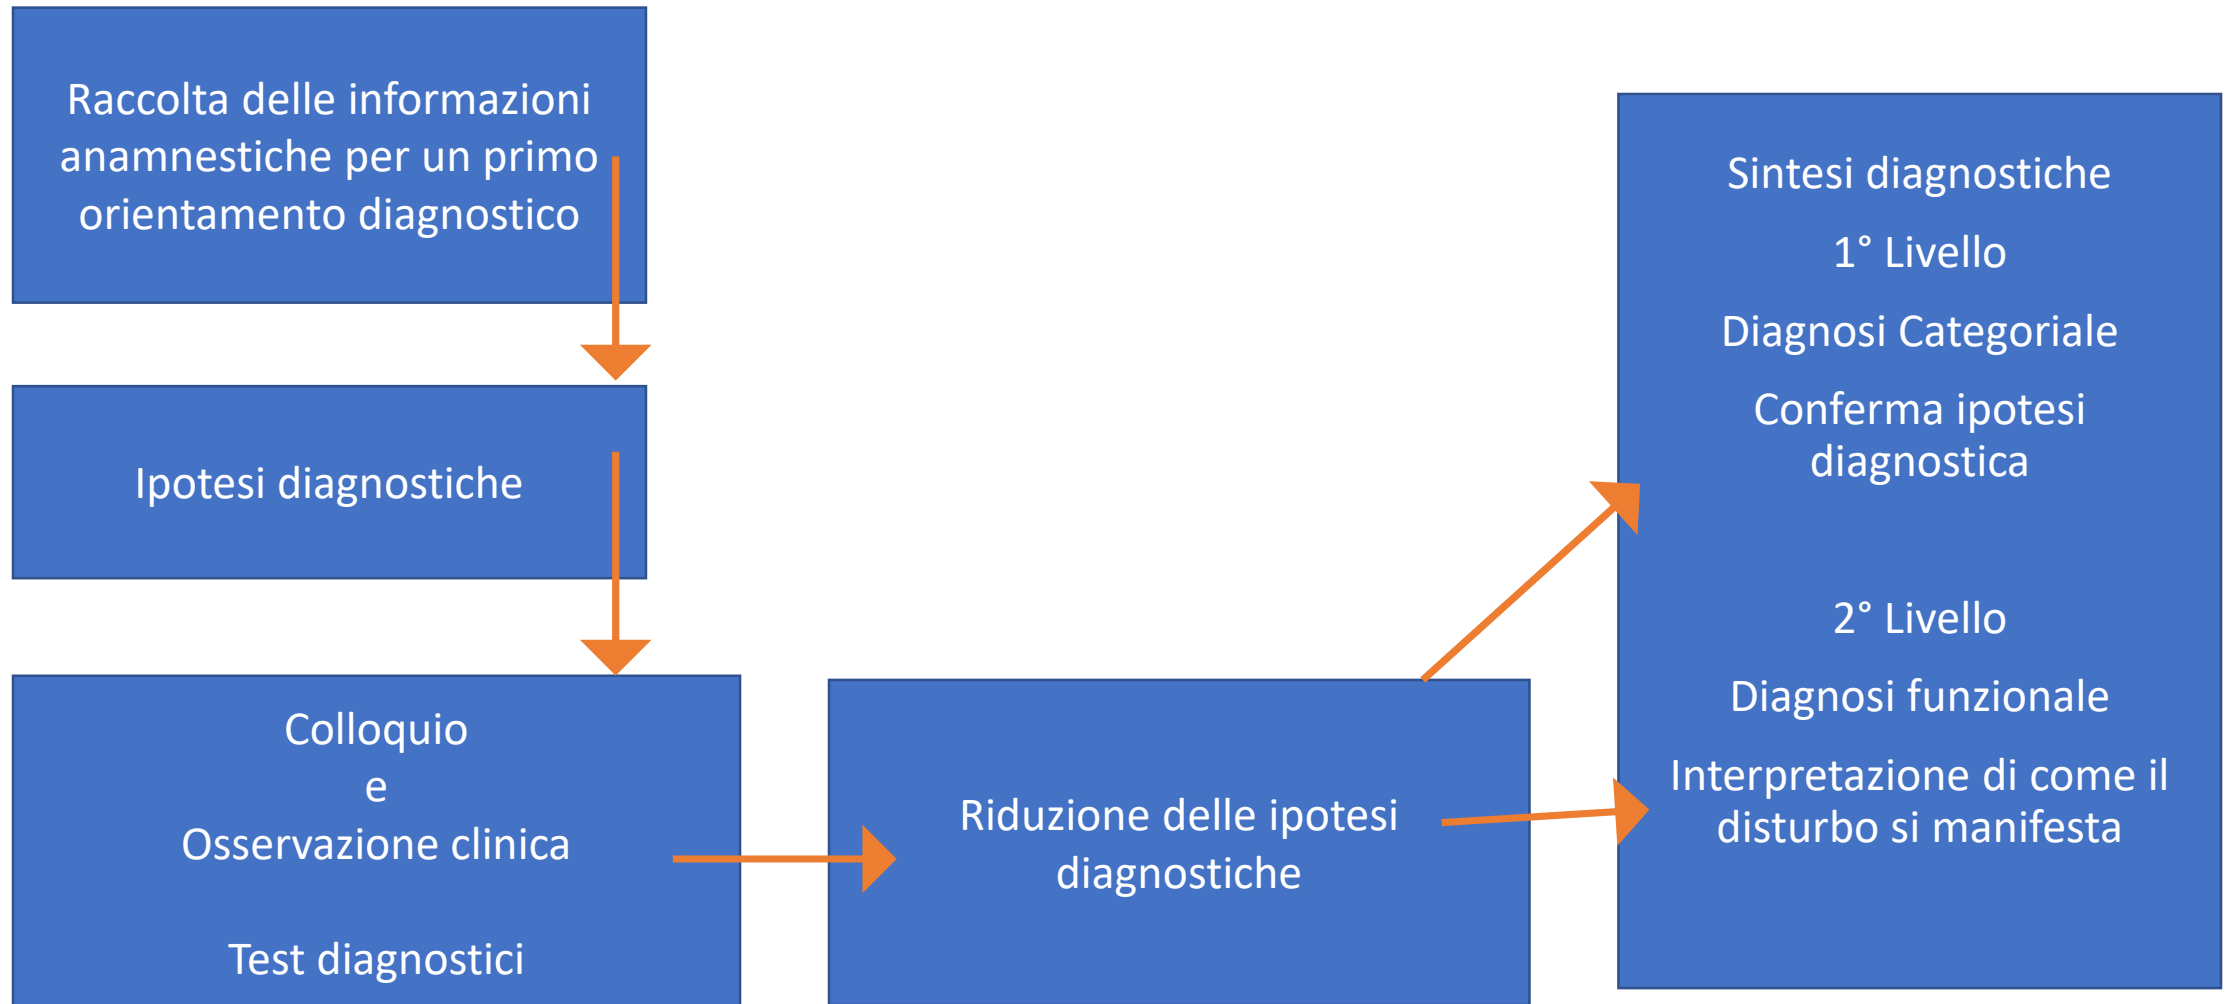 Raccolta delle informazioni
anamnestiche per un primo
orientamento diagnostico
Ipotesi diagnostiche
Colloquio
e
Osservazione clinica
Test diagnostici
Riduzione delle ipotesi
diagnostiche
Sintesi diagnostiche
1° Livello
Diagnosi Categoriale
Conferma ipotesi
diagnostica
2° Livello
Diagnosi funzionale
Interpretazione di come il
disturbo si manifesta